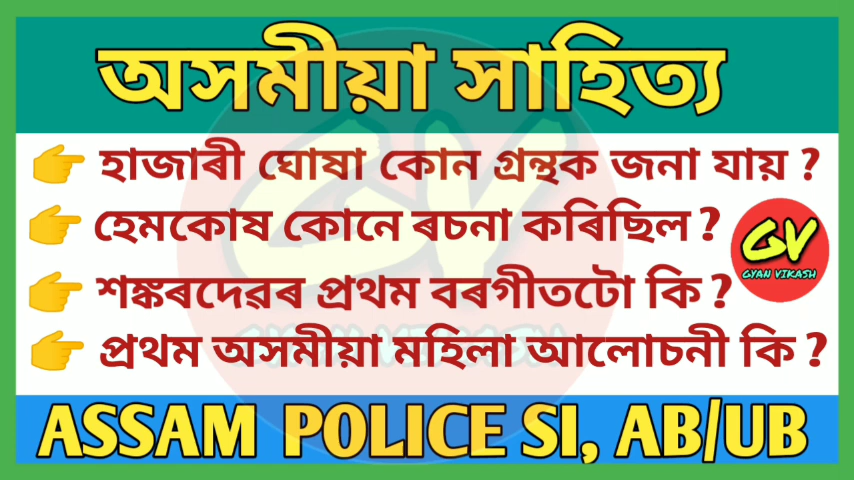 অসমীয়া সাহিত্য
👉 হাজাৰী ঘোষা কোন গ্ৰন্থক জনা যায় ?
👉 হেমকোষ কোনে ৰচনা কৰিছিল ?
GV
GYAN VIKASH
👉 শঙ্কৰদেৱৰ প্ৰথম বৰগীতটো কি ?
👉 প্ৰথম অসমীয়া মহিলা আলোচনী কি ?
ASSAM POLICE SI, AB/UB